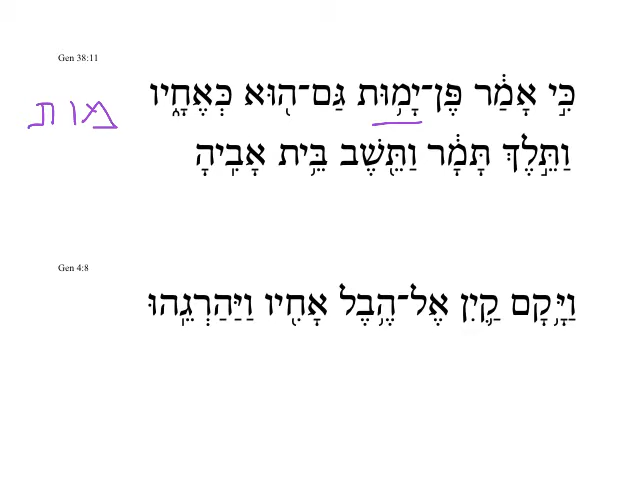 Gen 38:11
כִּ֣י אָמַ֔ר פֶּן־יָמ֥וּת גַּם־ה֖וּא כְּאֶחָ֑יו
מות
וַתֵּ֣לֶךְ תָּמָ֔ר וַתֵּ֖שֶׁב בֵּ֥ית אָבִֽיהָ
Gen 4:8
וַיָּ֥קָם קַ֛יִן אֶל־הֶ֥בֶל אָחִ֖יו וַיַּהַרְגֵֽהוּ